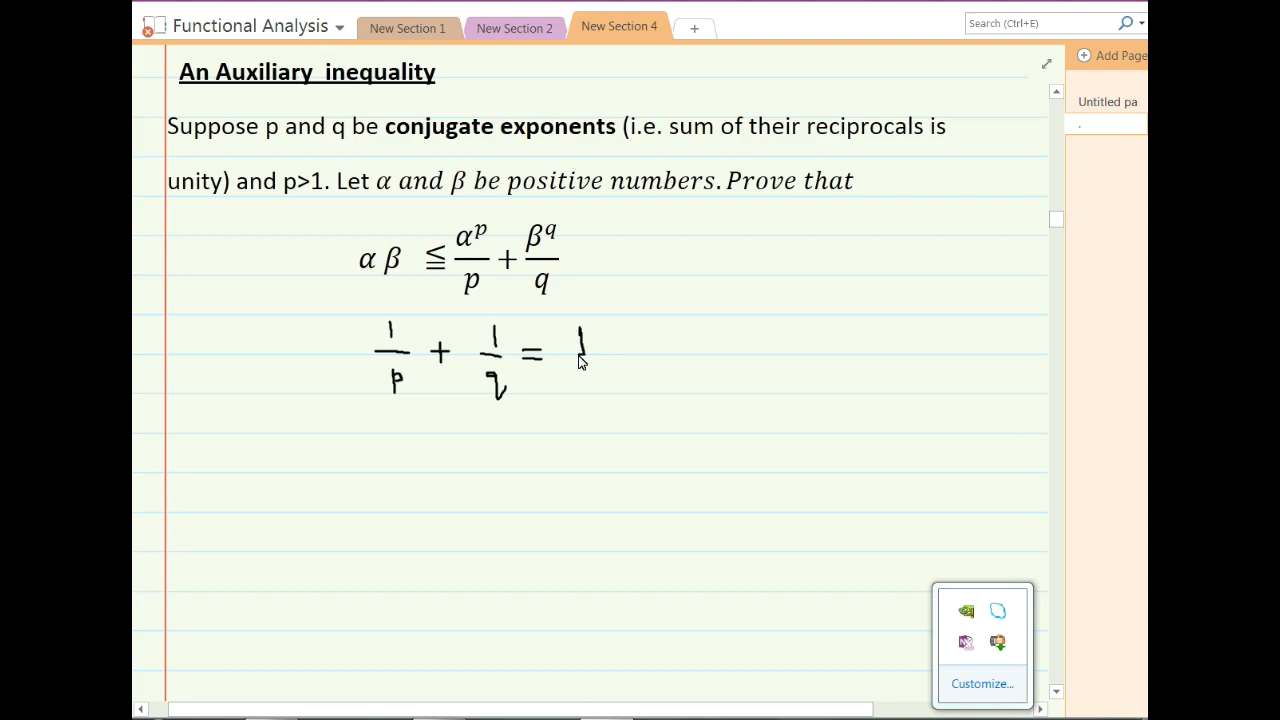 Functional Analysis
New Section 1
New Section 2
New Section 4
+
Search (Ctrl+E)
Add Page
Untitled pa
.
An Auxiliary inequality
Suppose p and q be conjugate exponents (i.e. sum of their reciprocals is
unity) and p>1. Let α and β be positive numbers. Prove that
α β ≦ α^p/p + β^q/q
1/p + 1/q = 1
Customize...